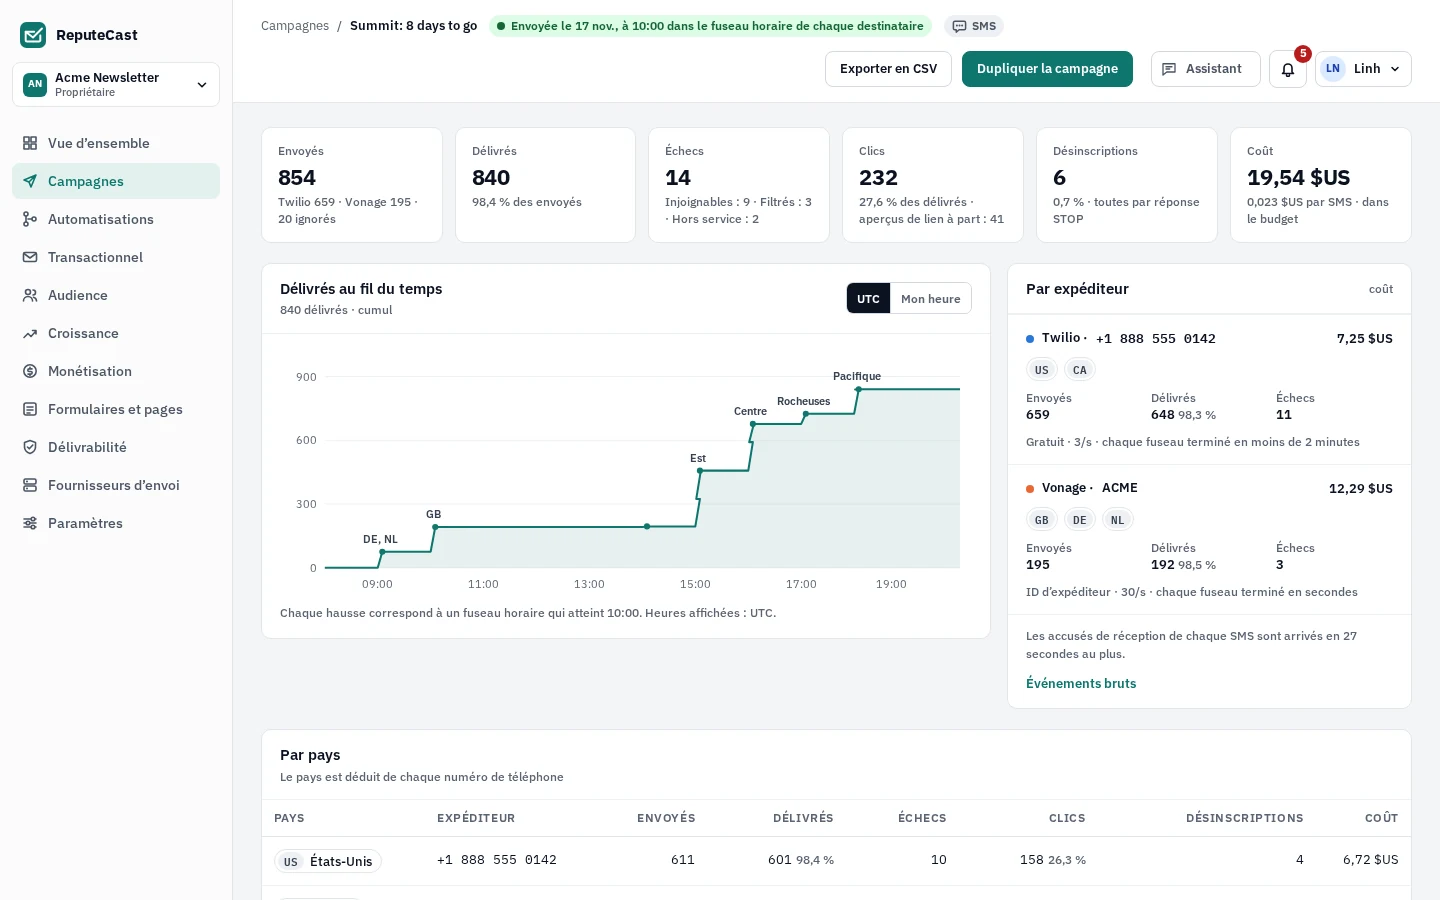 ReputeCast
AN
Acme Newsletter
Propriétaire
Vue d’ensemble
Campagnes
Automatisations
Transactionnel
Audience
Croissance
Monétisation
Formulaires et pages
Délivrabilité
Fournisseurs d’envoi
Paramètres
Campagnes / Summit: 8 days to go
Envoyée le 17 nov., à 10:00 dans le fuseau horaire de chaque destinataire
SMS
Exporter en CSV
Dupliquer la campagne
Assistant
5
LN
Linh
Envoyés
854
Twilio 659 · Vonage 195 ·
20 ignorés
Délivrés
840
98,4 % des envoyés
Échecs
14
Injoignables : 9 · Filtrés : 3
· Hors service : 2
Clics
232
27,6 % des délivrés ·
aperçus de lien à part : 41
Désinscriptions
6
0,7 % · toutes par réponse
STOP
Coût
19,54 $US
0,023 $US par SMS · dans
le budget
Délivrés au fil du temps
840 délivrés · cumul
UTC
Mon heure
900
600
300
0
DE, NL
GB
Est
Centre
Rocheuses
Pacifique
09:00
11:00
13:00
15:00
17:00
19:00
Chaque hausse correspond à un fuseau horaire qui atteint 10:00. Heures affichées : UTC.
Par expéditeur
coût
Twilio · +1 888 555 0142
7,25 $US
US
CA
Envoyés
Délivrés
Échecs
659
648 98,3 %
11
Gratuit · 3/s · chaque fuseau terminé en moins de 2 minutes
Vonage · ACME
12,29 $US
GB
DE
NL
Envoyés
Délivrés
Échecs
195
192 98,5 %
3
ID d’expéditeur · 30/s · chaque fuseau terminé en secondes
Les accusés de réception de chaque SMS sont arrivés en 27
secondes au plus.
Événements bruts
Par pays
Le pays est déduit de chaque numéro de téléphone
PAYS
EXPÉDITEUR
ENVOYÉS
DÉLIVRÉS
ÉCHECS
CLICS
DÉSINSCRIPTIONS
COÛT
US États-Unis
+1 888 555 0142
611
601 98,4 %
10
158 26,3 %
4
6,72 $US